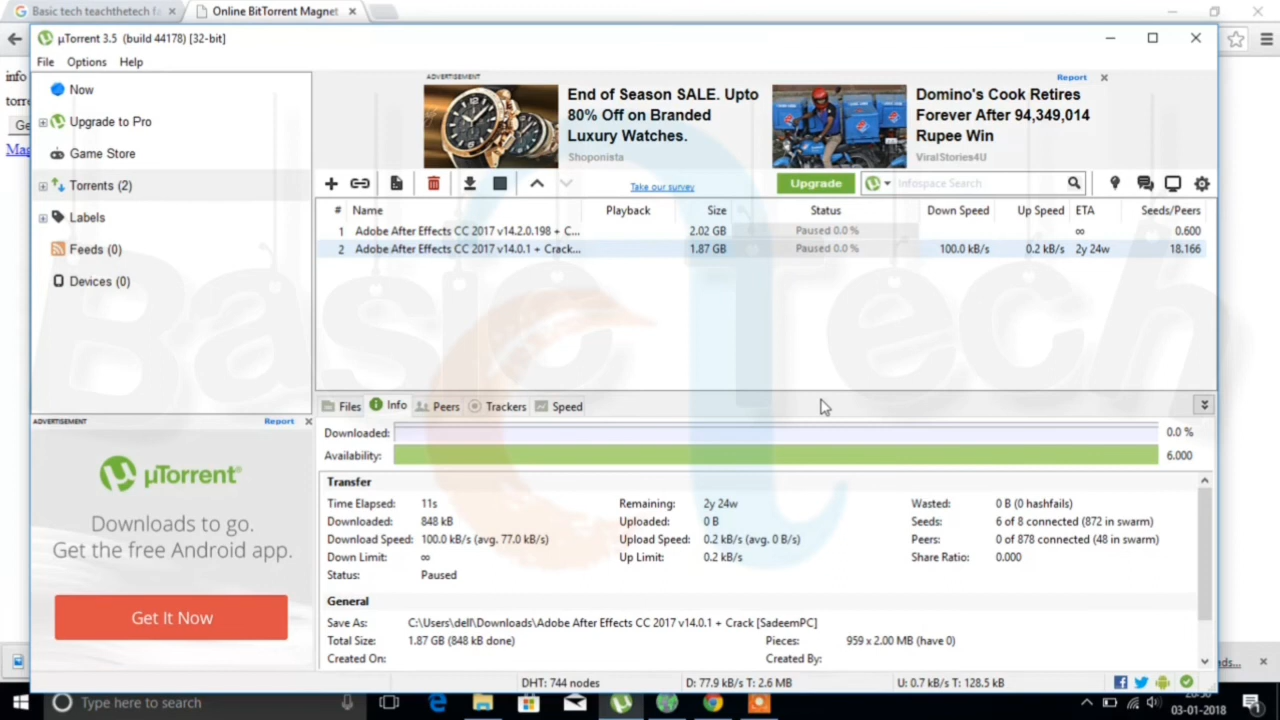 Basic tech teachthetech fa
Online BitTorrent Magnet
µTorrent 3.5 (build 44178) [32-bit]
File Options Help
info
torre
Ge
Mag
Now
Upgrade to Pro
Game Store
Torrents (2)
Labels
Feeds (0)
Devices (0)
ADVERTISEMENT
Report
End of Season SALE. Upto
80% Off on Branded
Luxury Watches.
Shoponista
Domino's Cook Retires
Forever After 94,349,014
Rupee Win
ViralStories4U
Take our survey
Upgrade
Infospace Search
# Name Playback Size Status Down Speed Up Speed ETA Seeds/Peers
1 Adobe After Effects CC 2017 v14.2.0.198 + C... 2.02 GB Paused 0.0 % ∞ 0.600
2 Adobe After Effects CC 2017 v14.0.1 + Crack... 1.87 GB Paused 0.0 % 100.0 kB/s 0.2 kB/s 2y 24w 18.166
Basic Tech
Files Info Peers Trackers Speed
Downloaded: 0.0 %
Availability: 6.000
Transfer
Time Elapsed: 11s Remaining: 2y 24w Wasted: 0 B (0 hashfails)
Downloaded: 848 kB Uploaded: 0 B Seeds: 6 of 8 connected (872 in swarm)
Download Speed: 100.0 kB/s (avg. 77.0 kB/s) Upload Speed: 0.2 kB/s (avg. 0 B/s) Peers: 0 of 878 connected (48 in swarm)
Down Limit: ∞ Up Limit: 0.2 kB/s Share Ratio: 0.000
Status: Paused
General
Save As: C:\Users\dell\Downloads\Adobe After Effects CC 2017 v14.0.1 + Crack [SadeemPC]
Total Size: 1.87 GB (848 kB done) Pieces: 959 x 2.00 MB (have 0)
Created On: Created By:
ADVERTISEMENT
Report
µTorrent®
Downloads to go.
Get the free Android app.
Get It Now
DHT: 744 nodes D: 77.9 kB/s T: 2.6 MB U: 0.7 kB/s T: 128.5 kB
ads...
Type here to search
03-01-2018